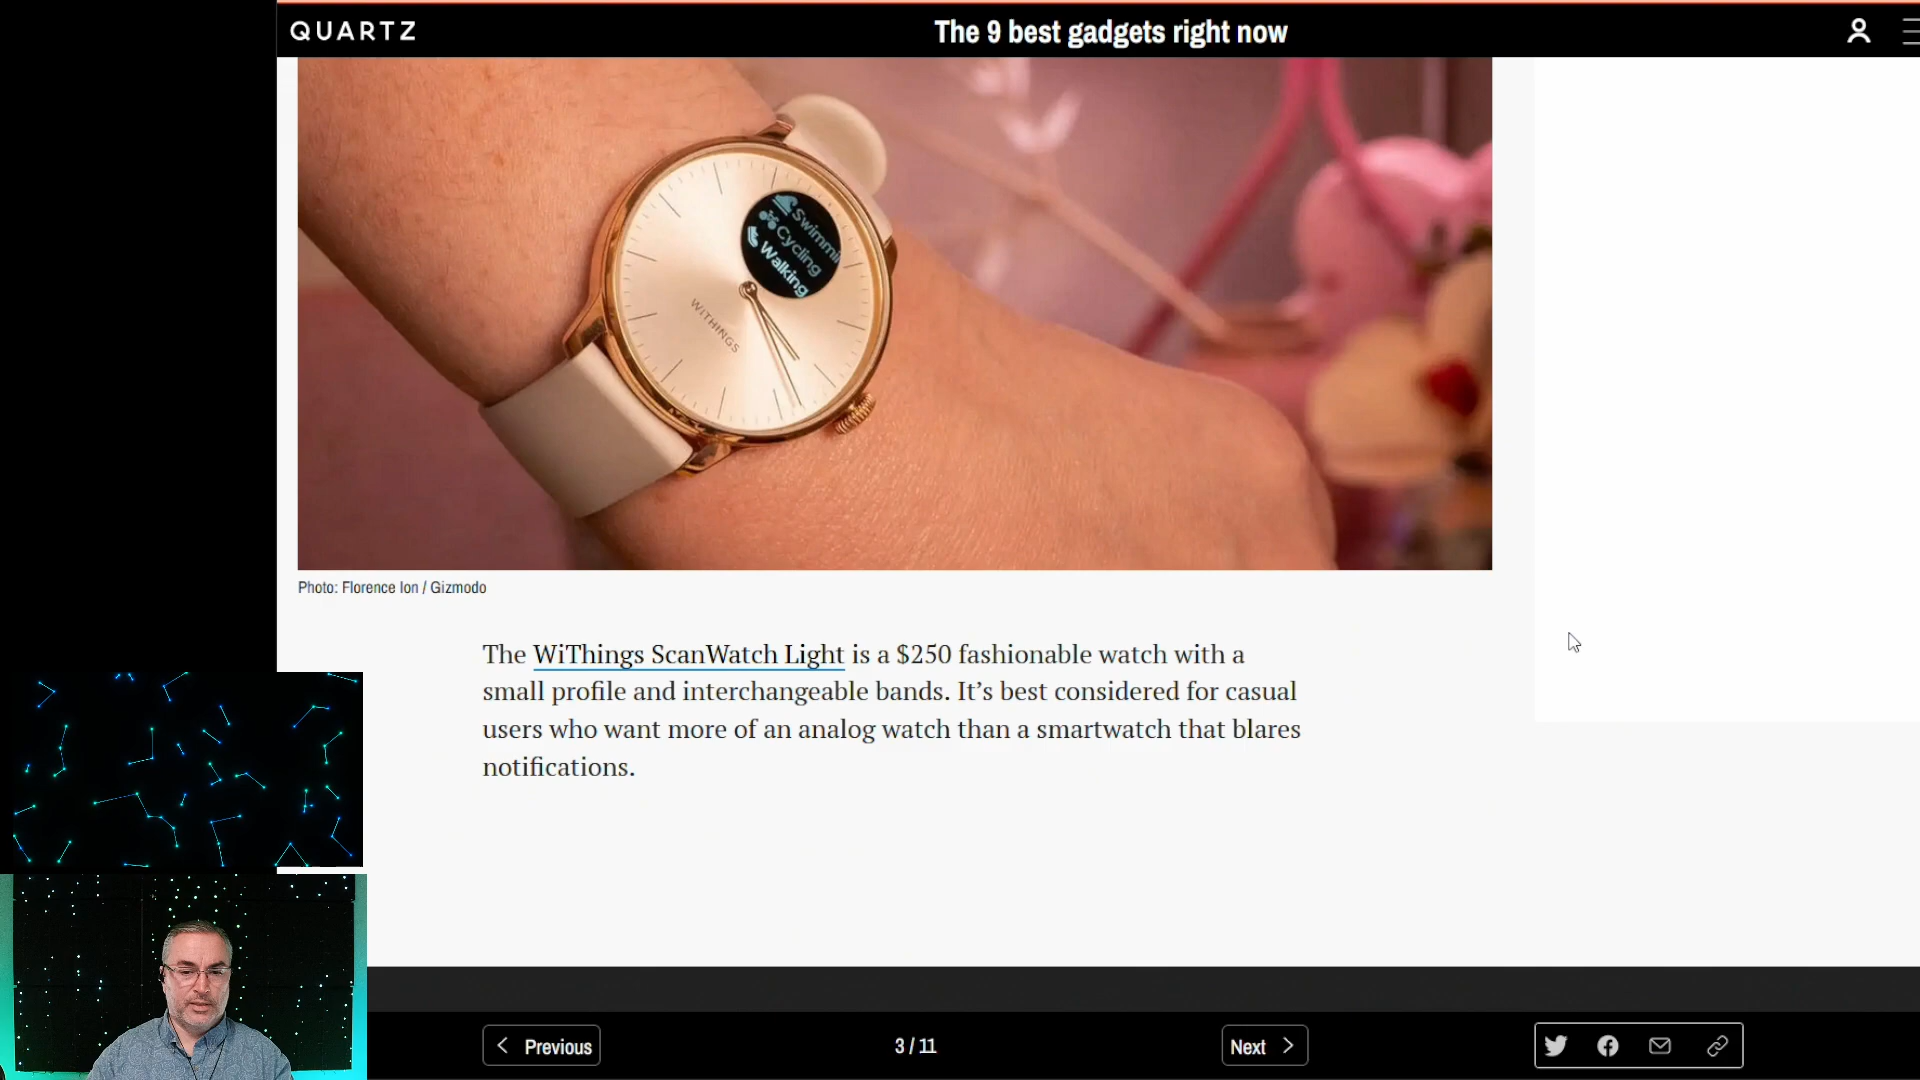 QUARTZ
The 9 best gadgets right now
Swimmi
Cycling
Walking
WITHINGS
Photo: Florence Ion / Gizmodo
The WiThings ScanWatch Light is a $250 fashionable watch with a
small profile and interchangeable bands. It's best considered for casual
users who want more of an analog watch than a smartwatch that blares
notifications.
Previous
3 / 11
Next